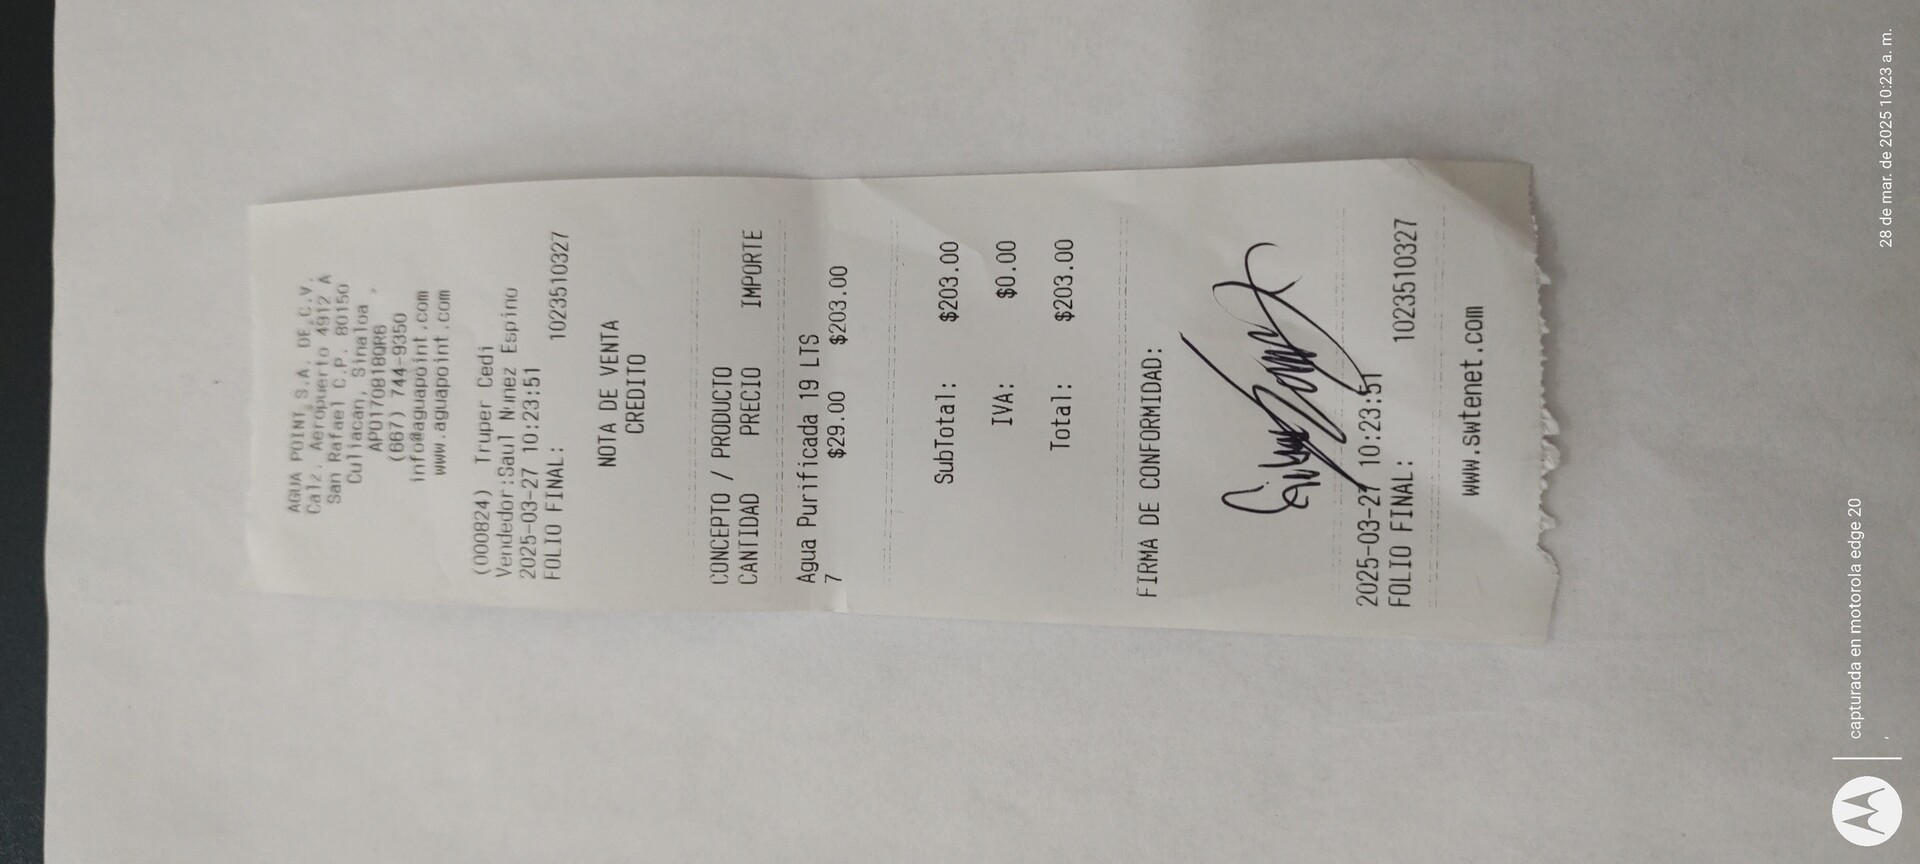 AGUA POINT S.A. DE C.V.
Calz. Aeropuerto 4912 A
San Rafael C.P. 80150
Culiacan, Sinaloa
,
APO170818QR6
(667) 744-9350
info@aguapoint.com
www.aguapoint.com
(000824) Truper Cedi
Vendedor:Saul Nunez Espino
2025-03-27 10:23:51
FOLIO FINAL: 1023510327
NOTA DE VENTA
CREDITO
CONCEPTO / PRODUCTO
CANTIDAD PRECIO IMPORTE
Agua Purificada 19 LTS
7 $29.00 $203.00
SubTotal: $203.00
IVA: $0.00
Total: $203.00
FIRMA DE CONFORMIDAD:
2025-03-27 10:23:51
FOLIO FINAL: 1023510327
www.swtenet.com
capturada en motorola edge 20
,
28 de mar. de 2025 10:23 a. m.